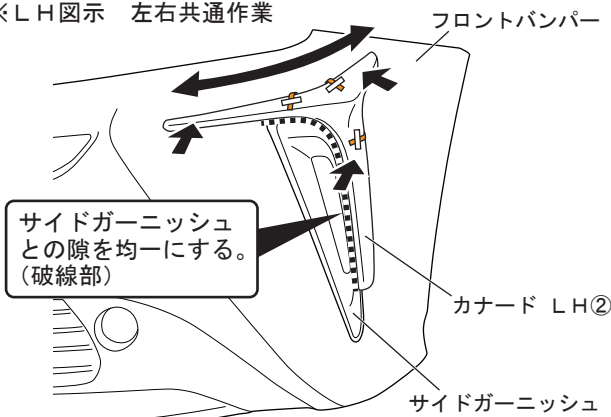 ※ＬＨ図示　左右共通作業
フロントバンパー
サイドガーニッシュ
との隙を均一にする。
（破線部）
カナード　ＬＨ②
サイドガーニッシュ